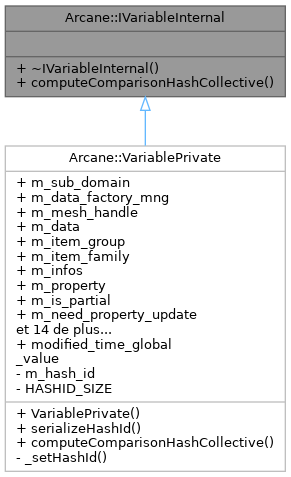 Arcane::IVariableInternal
+ ~IVariableInternal()
+ computeComparisonHashCollective()
Arcane::VariablePrivate
+ m_sub_domain
+ m_data_factory_mng
+ m_mesh_handle
+ m_data
+ m_item_group
+ m_item_family
+ m_infos
+ m_property
+ m_is_partial
+ m_need_property_update
et 14 de plus...
+ modified_time_global
_value
- m_hash_id
- HASHID_SIZE
+ VariablePrivate()
+ serializeHashId()
+ computeComparisonHashCollective()
- _setHashId()